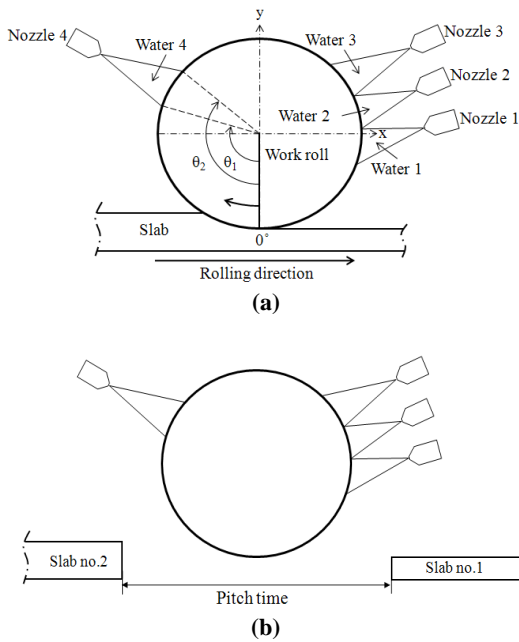 y
Nozzle 4
Water 4
Water 3
Nozzle 3
Nozzle 2
Water 2
Nozzle 1
x
θ₂
θ₁
Work roll
Water 1
Slab
0˚
Rolling direction
(a)
Slab no.2
Slab no.1
Pitch time
(b)